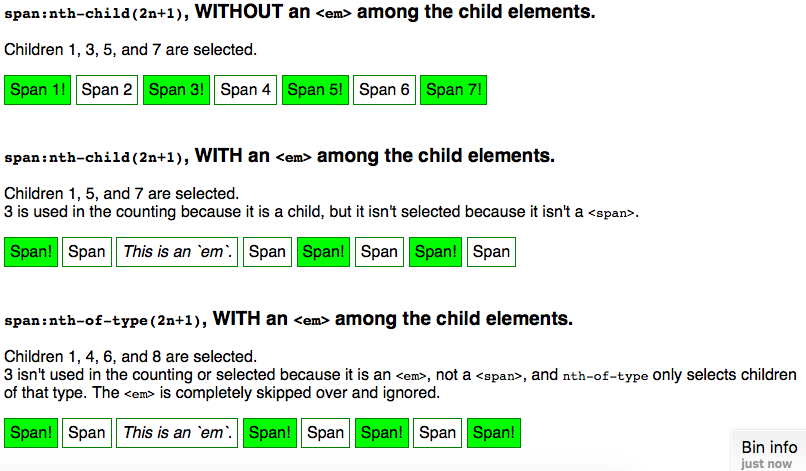 span:nth-child(2n+1), WITHOUT an <em> among the child elements.
Children 1, 3, 5, and 7 are selected.
Span 1! Span 2 Span 3! Span 4 Span 5! Span 6 Span 7!
span:nth-child(2n+1), WITH an <em> among the child elements.
Children 1, 5, and 7 are selected.
3 is used in the counting because it is a child, but it isn't selected because it isn't a <span>.
Span! Span This is an `em`. Span Span! Span Span! Span
span:nth-of-type(2n+1), WITH an <em> among the child elements.
Children 1, 4, 6, and 8 are selected.
3 isn't used in the counting or selected because it is an <em>, not a <span>, and nth-of-type only selects children
of that type. The <em> is completely skipped over and ignored.
Span! Span This is an `em`. Span! Span Span! Span Span!
Bin info
just now